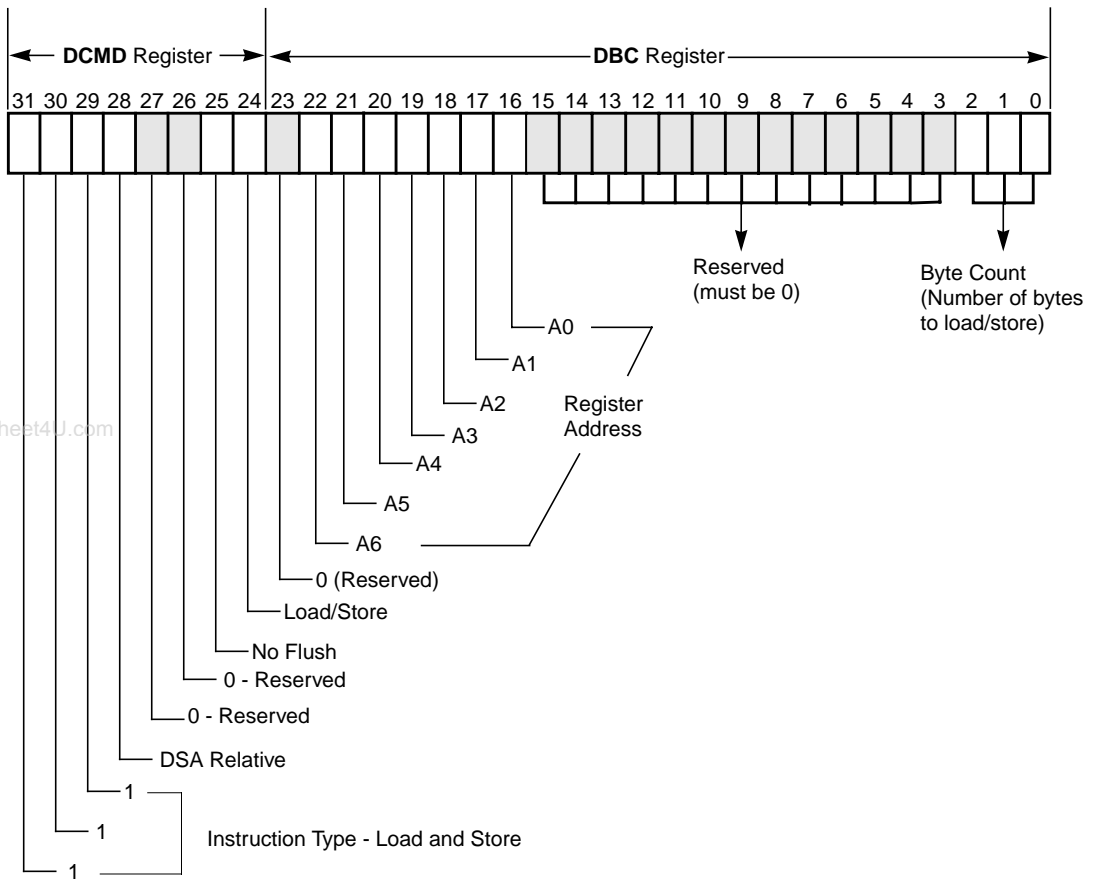 DCMD Register
DBC Register
31 30 29 28 27 26 25 24 23 22 21 20 19 18 17 16 15 14 13 12 11 10 9 8 7 6 5 4 3 2 1 0
Reserved
(must be 0)
Byte Count
(Number of bytes
to load/store)
A0
A1
A2
A3
A4
A5
A6
Register
Address
heet4U.com
0 (Reserved)
Load/Store
No Flush
0 - Reserved
0 - Reserved
DSA Relative
1
1
1
Instruction Type - Load and Store